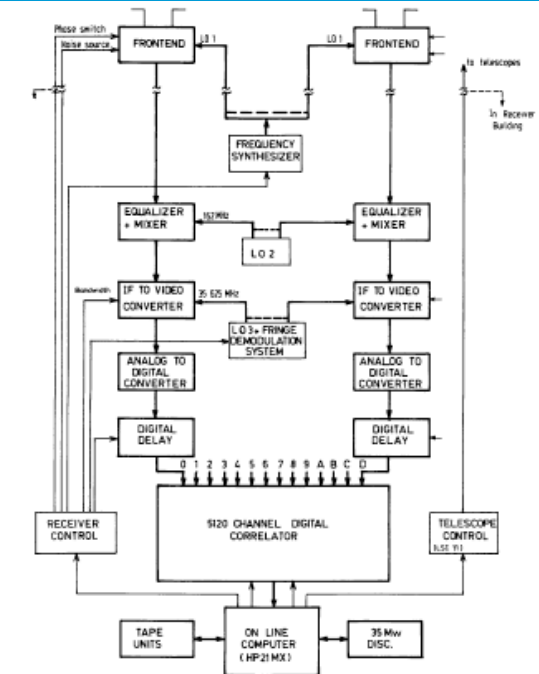 Phase switch
Noise source
FRONTEND
LO 1
LO 1
FRONTEND
to telescopes
In Receiver
Building
FREQUENCY
SYNTHESIZER
EQUALIZER
+ MIXER
LO 2
EQUALIZER
+ MIXER
Bandwidth
IF TO VIDEO
CONVERTER
35 625 MHz
LO 3 + FRINGE
DEMODULATION
SYSTEM
IF TO VIDEO
CONVERTER
ANALOG TO
DIGITAL
CONVERTER
ANALOG TO
DIGITAL
CONVERTER
DIGITAL
DELAY
DIGITAL
DELAY
0 1 2 3 4 5 6 7 8 9 A B C D
RECEIVER
CONTROL
5120 CHANNEL DIGITAL
CORRELATOR
TELESCOPE
CONTROL
TAPE
UNITS
ON LINE
COMPUTER
(HP21MX)
35Mw
DISC.